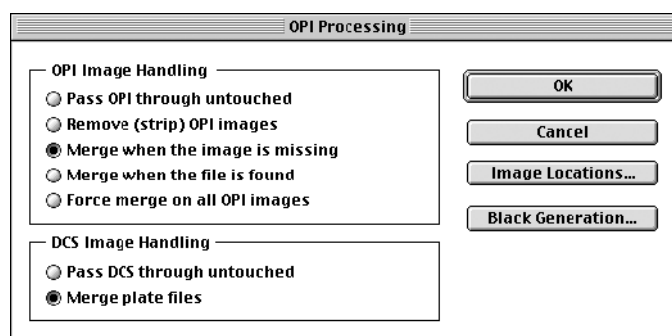 OPI Processing
OPI Image Handling
Pass OPI through untouched
Remove (strip) OPI images
Merge when the image is missing
Merge when the file is found
Force merge on all OPI images
DCS Image Handling
Pass DCS through untouched
Merge plate files
OK
Cancel
Image Locations...
Black Generation...